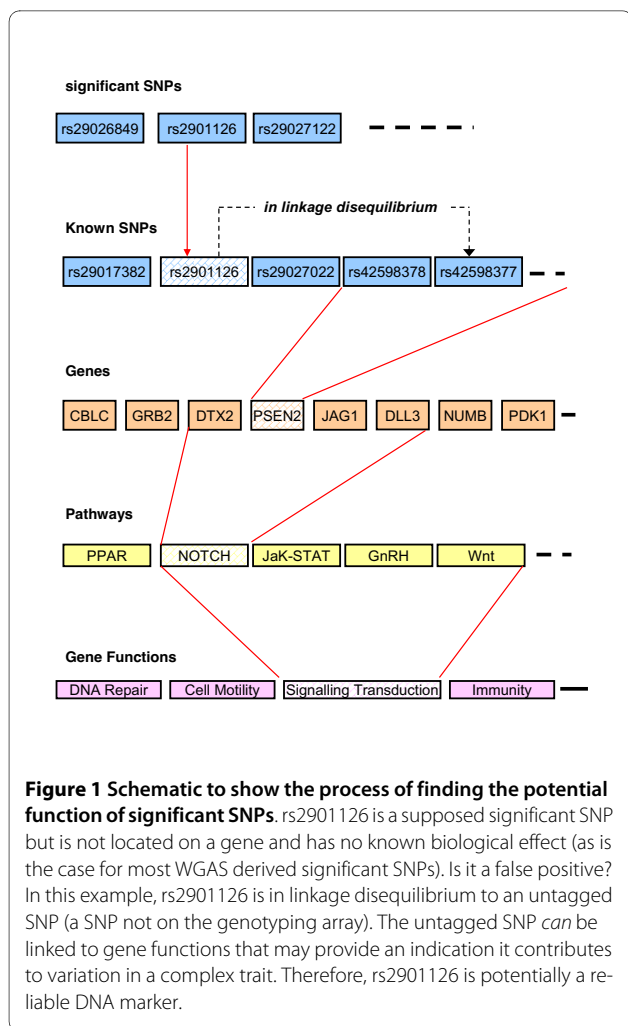 significant SNPs
rs29026849 rs2901126 rs29027122
in linkage disequilibrium
Known SNPs
rs29017382 rs2901126 rs29027022 rs42598378 rs42598377
Genes
CBLC GRB2 DTX2 PSEN2 JAG1 DLL3 NUMB PDK1
Pathways
PPAR NOTCH JaK-STAT GnRH Wnt
Gene Functions
DNA Repair Cell Motility Signalling Transduction Immunity
Figure 1 Schematic to show the process of finding the potential
function of significant SNPs. rs2901126 is a supposed significant SNP
but is not located on a gene and has no known biological effect (as is
the case for most WGAS derived significant SNPs). Is it a false positive?
In this example, rs2901126 is in linkage disequilibrium to an untagged
SNP (a SNP not on the genotyping array). The untagged SNP can be
linked to gene functions that may provide an indication it contributes
to variation in a complex trait. Therefore, rs2901126 is potentially a re-
liable DNA marker.